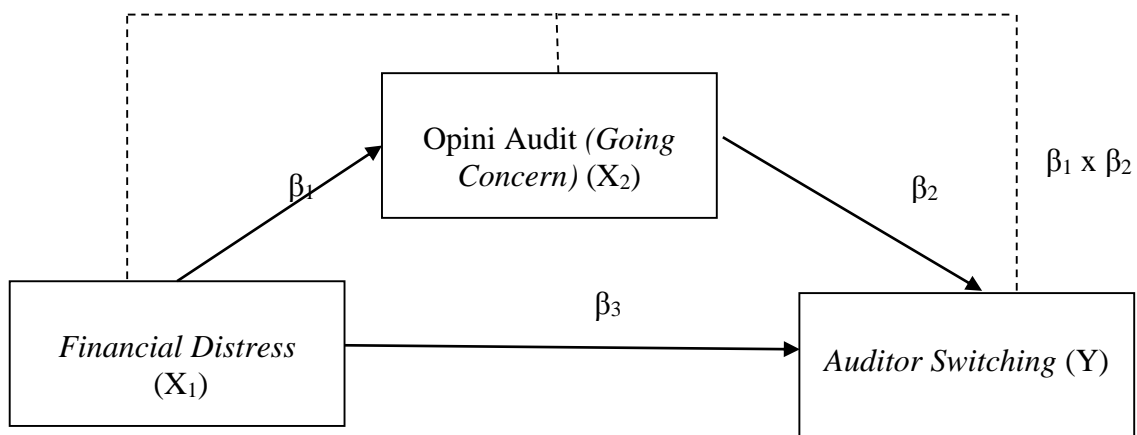 Opini Audit (Going
Concern) (X₂)
β₁ x β₂
β₁
β₂
β₃
Financial Distress
(X₁)
Auditor Switching (Y)